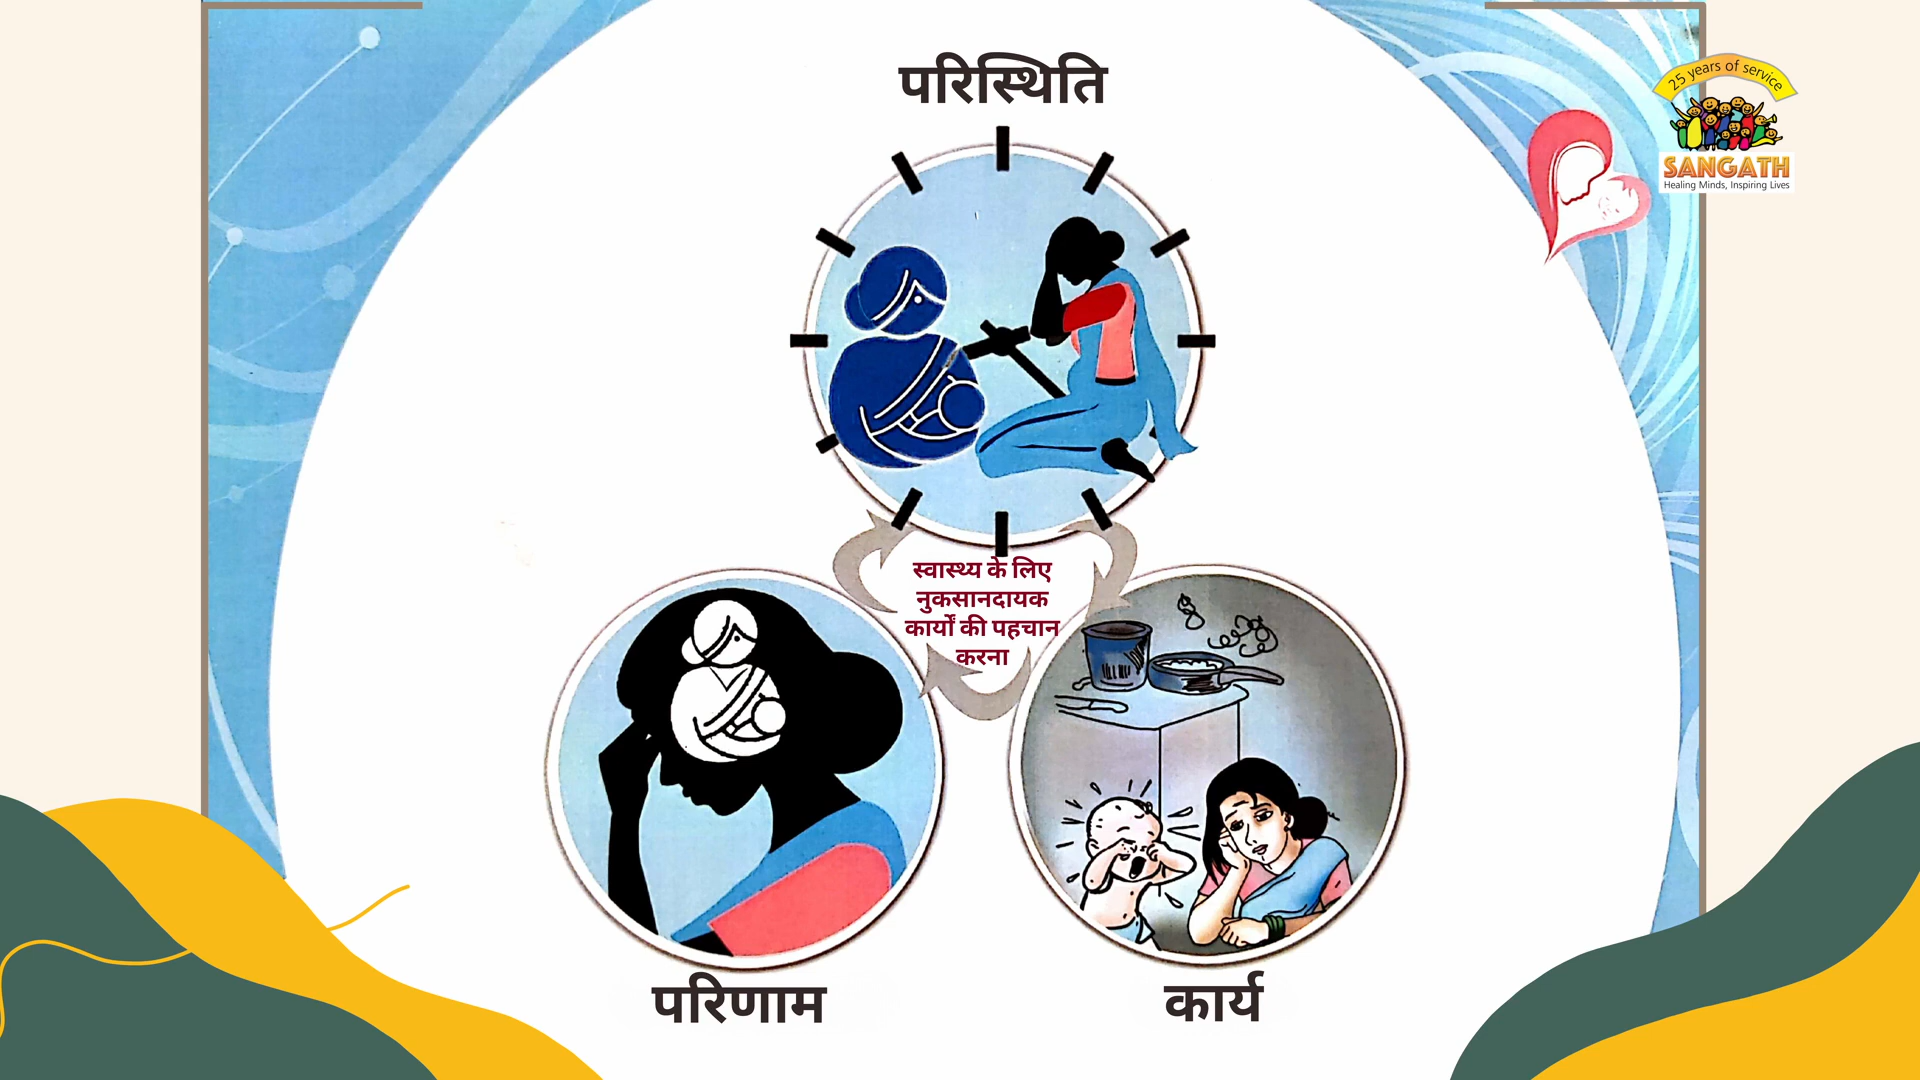 परिस्थिति
25 years of service
SANGATH
Healing Minds, Inspiring Lives
स्वास्थ्य के लिए
नुकसानदायक
कार्यों की पहचान
करना
परिणाम
कार्य